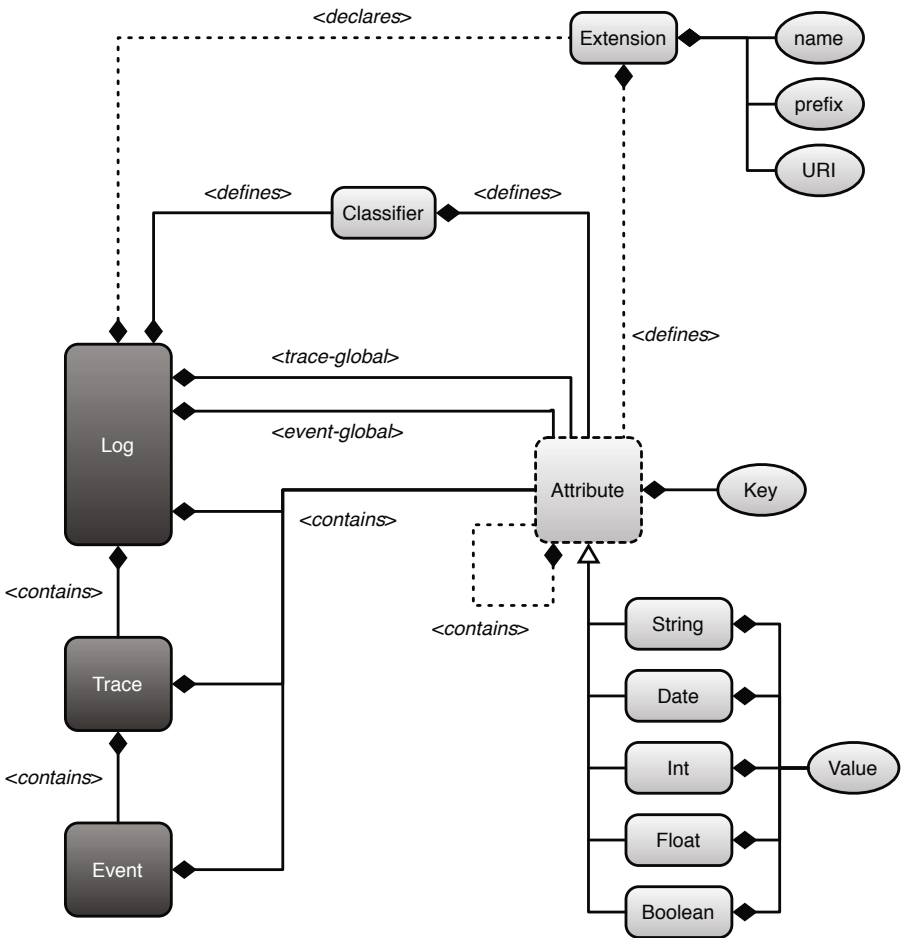 <declares>
Extension
name
prefix
URI
<defines>
Classifier
<defines>
<defines>
<trace-global>
<event-global>
Log
Attribute
Key
<contains>
<contains>
<contains>
String
Trace
Date
<contains>
Int
Value
Float
Event
Boolean